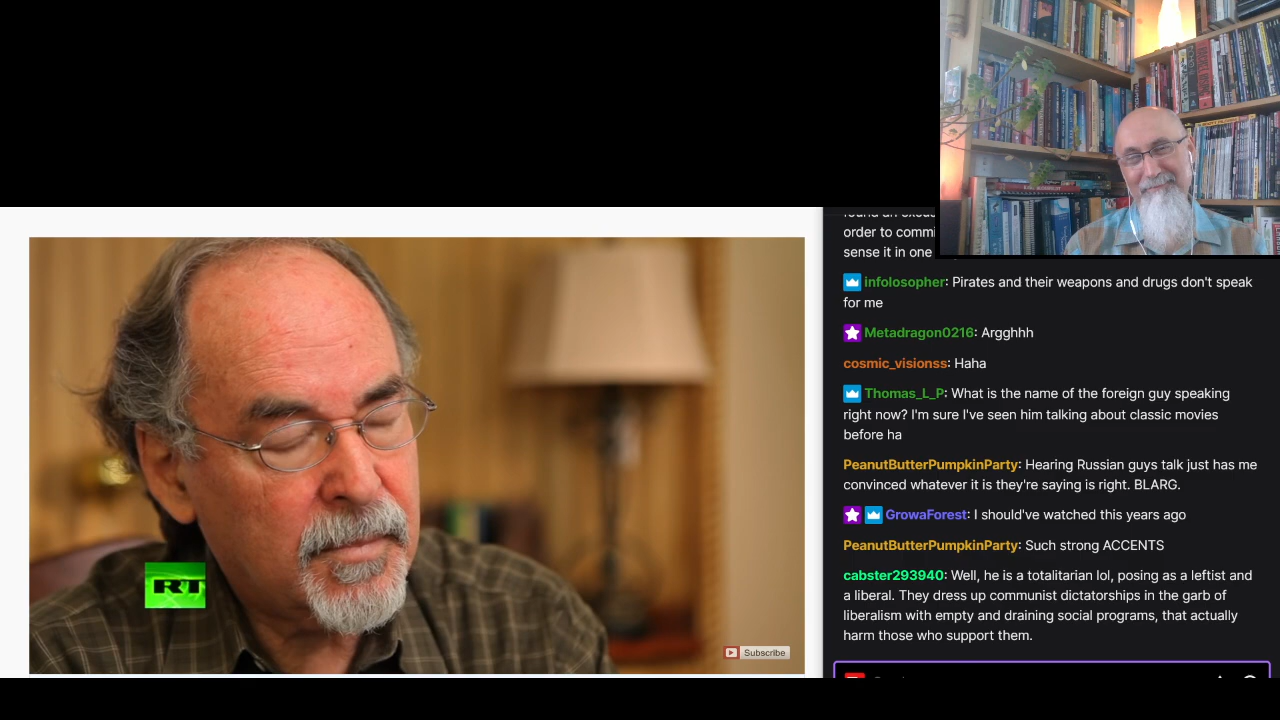 order to commi
sense it in one
infolosopher: Pirates and their weapons and drugs don't speak
for me
Metadragon0216: Argghhh
cosmic_visionss: Haha
Thomas_L_P: What is the name of the foreign guy speaking
right now? I'm sure I've seen him talking about classic movies
before ha
PeanutButterPumpkinParty: Hearing Russian guys talk just has me
convinced whatever it is they're saying is right. BLARG.
GrowaForest: I should've watched this years ago
PeanutButterPumpkinParty: Such strong ACCENTS
cabster293940: Well, he is a totalitarian lol, posing as a leftist and
a liberal. They dress up communist dictatorships in the garb of
liberalism with empty and draining social programs, that actually
harm those who support them.
RT
Subscribe